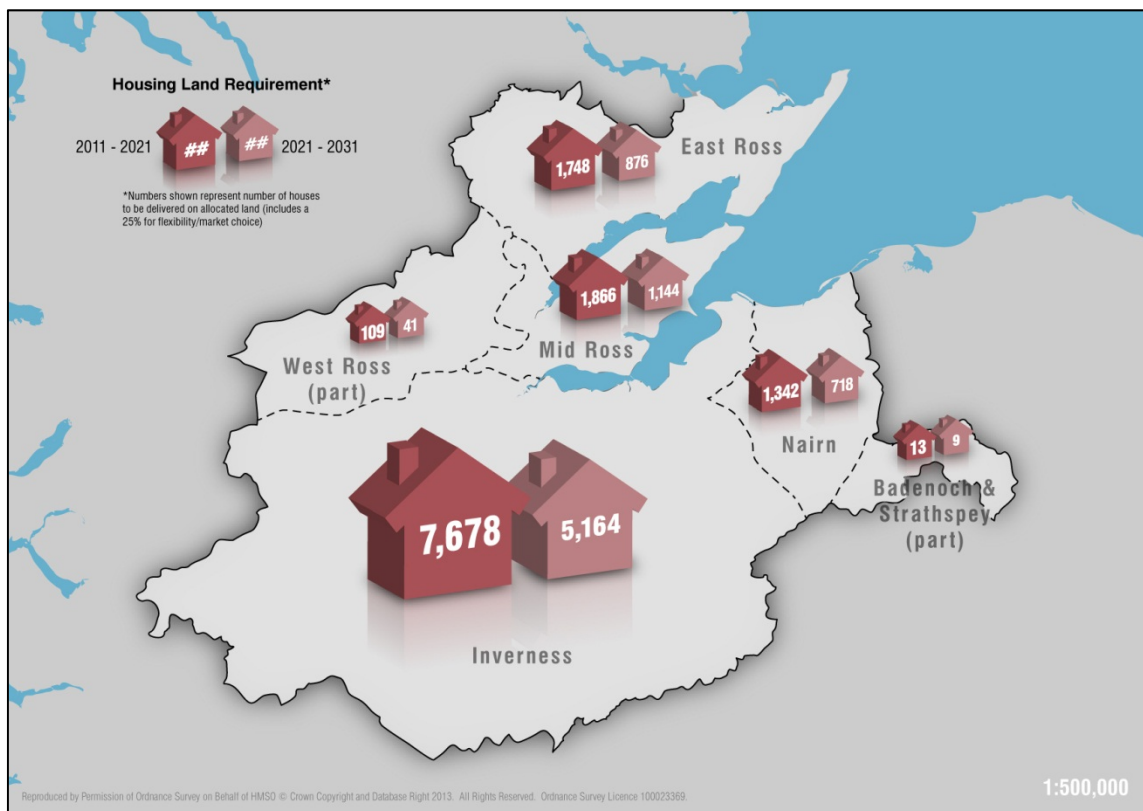 Housing Land Requirement*
2011 - 2021 ## ## 2021 - 2031
*Numbers shown represent number of houses
to be delivered on allocated land (includes a
25% for flexibility/market choice)
East Ross
1,748 876
1,866 1,144
Mid Ross
109 41
West Ross
(part)
1,342 718
Nairn
13 9
Badenoch &
Strathspey
(part)
7,678 5,164
Inverness
Reproduced by Permission of Ordnance Survey on Behalf of HMSO © Crown Copyright and Database Right 2013. All Rights Reserved. Ordnance Survey Licence 100023369.
1:500,000